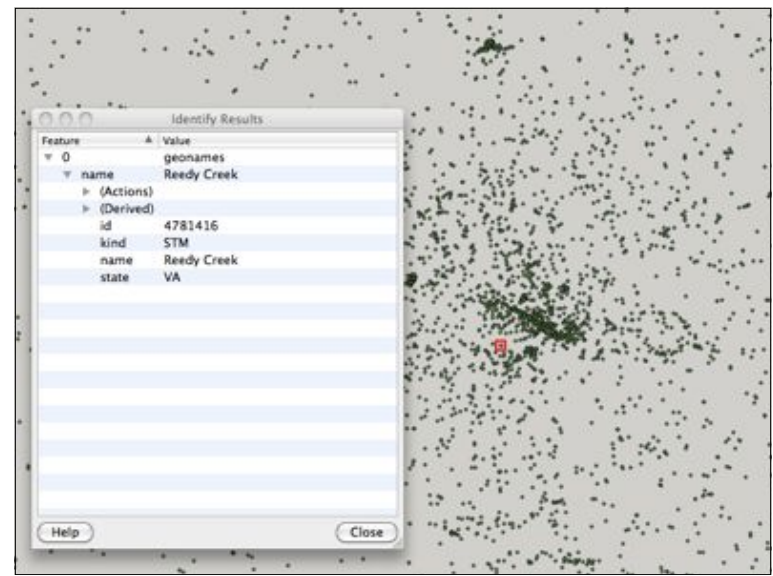 Identify Results
Feature Value
0 geonames
name Reedy Creek
(Actions)
(Derived)
id 4781416
kind STM
name Reedy Creek
state VA
Help Close